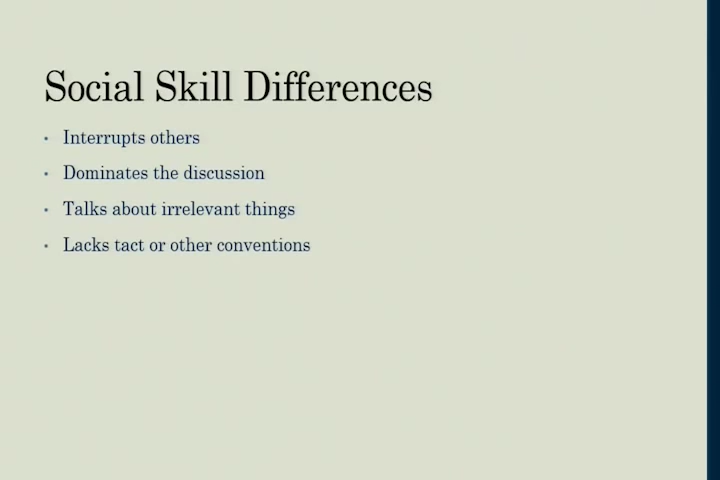 Social Skill Differences
• Interrupts others
• Dominates the discussion
• Talks about irrelevant things
• Lacks tact or other conventions